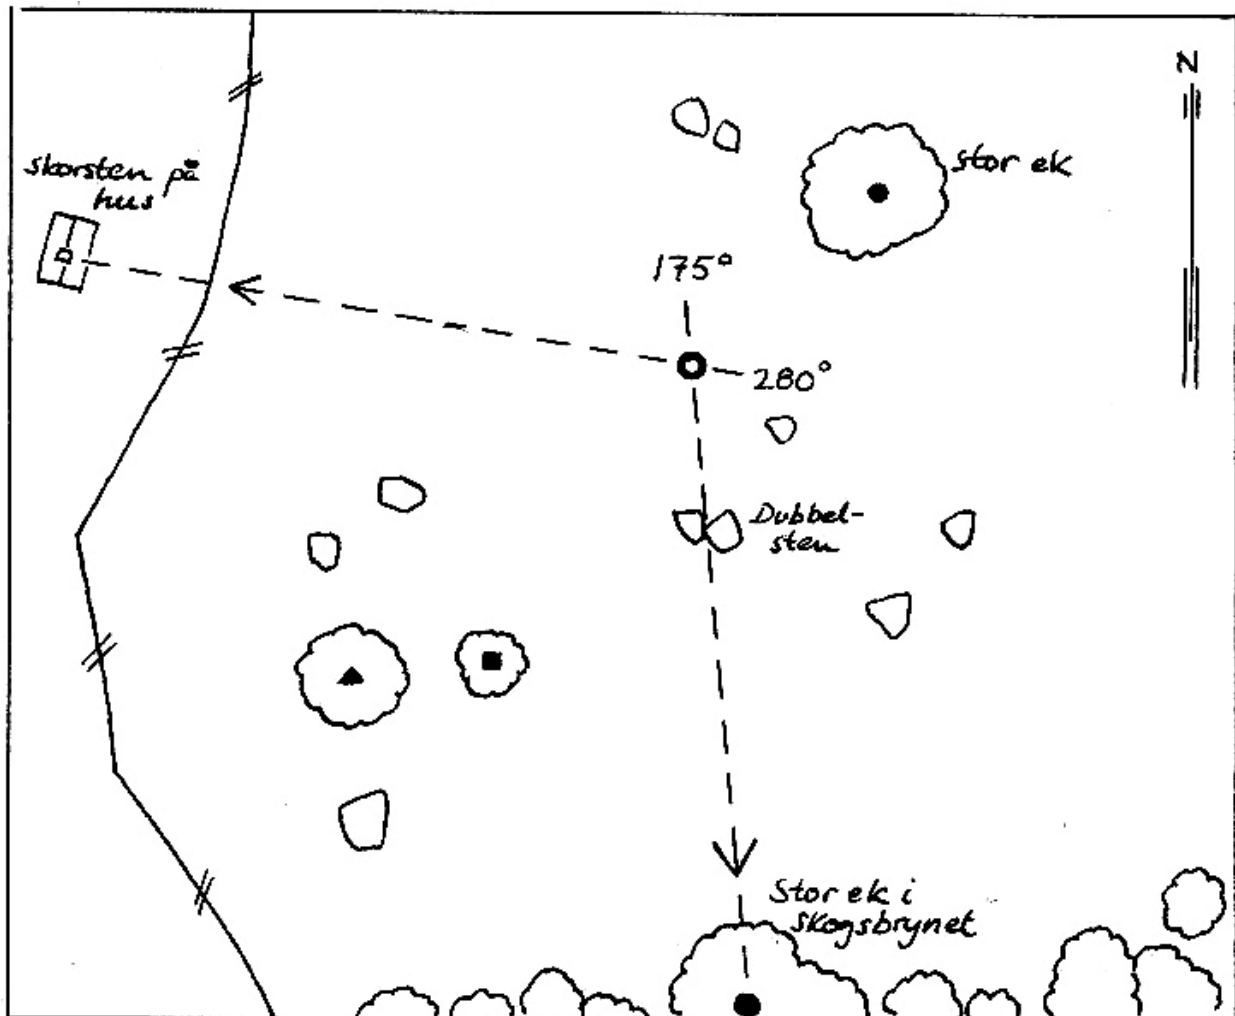 N
Skorsten på
hus
Stor ek
175°
280°
Dubbel-
sten
Stor ek i
Skogsbrynet